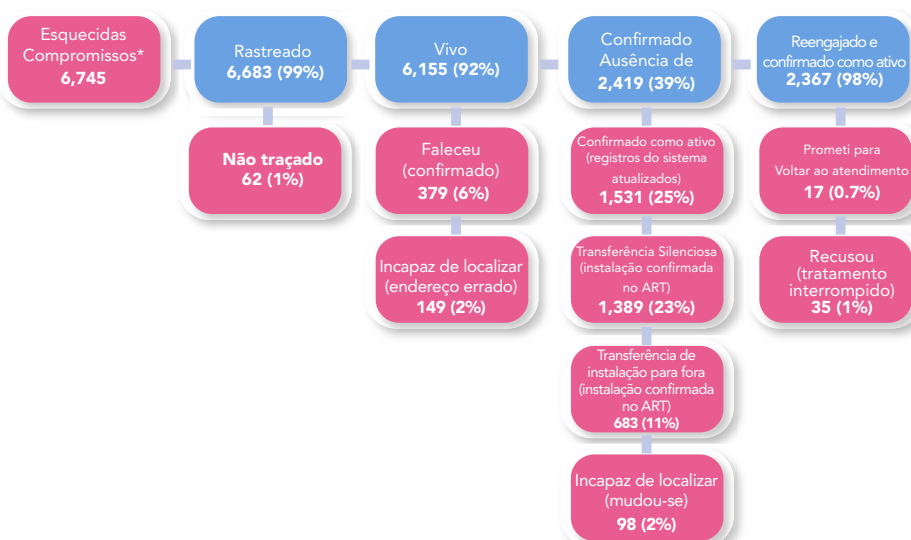 Esquecidas
Compromissos*
6,745
Rastreado
6,683 (99%)
Vivo
6,155 (92%)
Confirmado
Ausência de
2,419 (39%)
Reengajado e
confirmado como ativo
2,367 (98%)
Não traçado
62 (1%)
Faleceu
(confirmado)
379 (6%)
Confirmado como ativo
(registros do sistema
atualizados)
1,531 (25%)
Prometi para
Voltar ao atendimento
17 (0.7%)
Incapaz de localizar
(endereço errado)
149 (2%)
Transferência Silenciosa
(instalação confirmada
no ART)
1,389 (23%)
Recusou
(tratamento
interrompido)
35 (1%)
Transferência de
instalação para fora
(instalação confirmada
no ART)
683 (11%)
Incapaz de localizar
(mudou-se)
98 (2%)